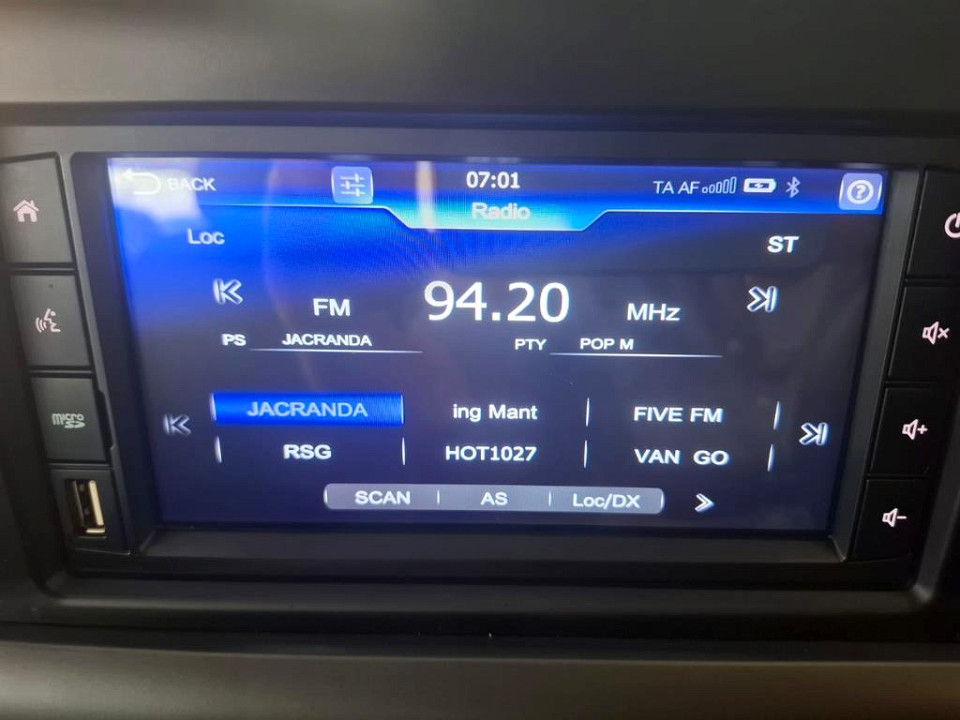 BACK 07:01 TA AF
Radio
Loc ST
FM 94.20 MHz
PS JACRANDA PTY POP M
JACRANDA ing Mant FIVE FM
RSG HOT1027 VAN GO
SCAN AS Loc/DX
micro